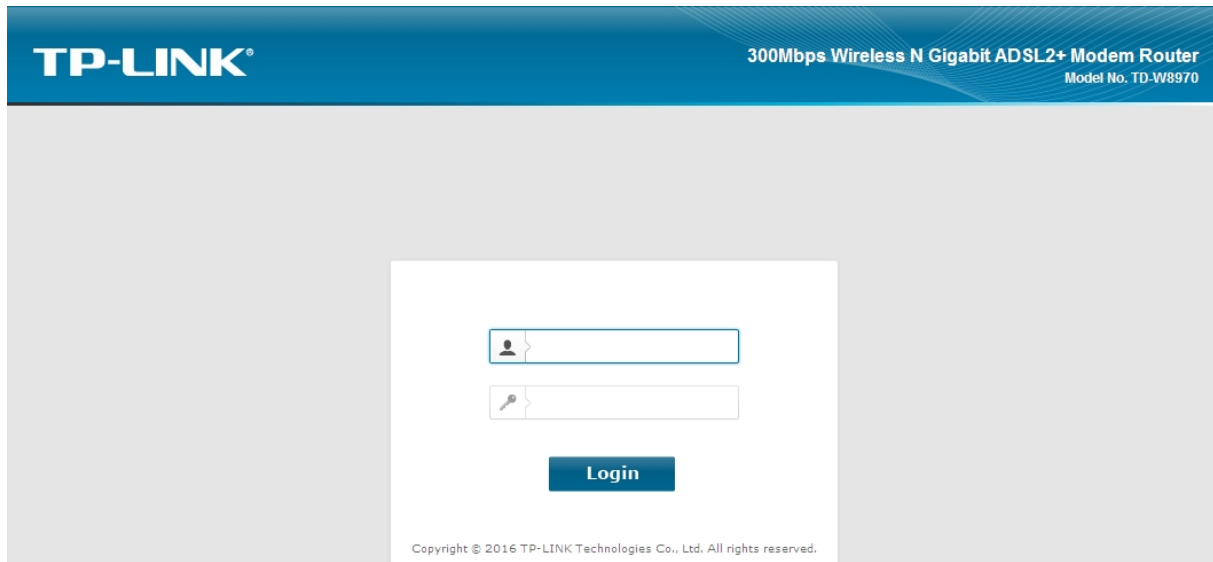 TP-LINK®
300Mbps Wireless N Gigabit ADSL2+ Modem Router
Model No. TD-W8970
Login
Copyright © 2016 TP-LINK Technologies Co., Ltd. All rights reserved.